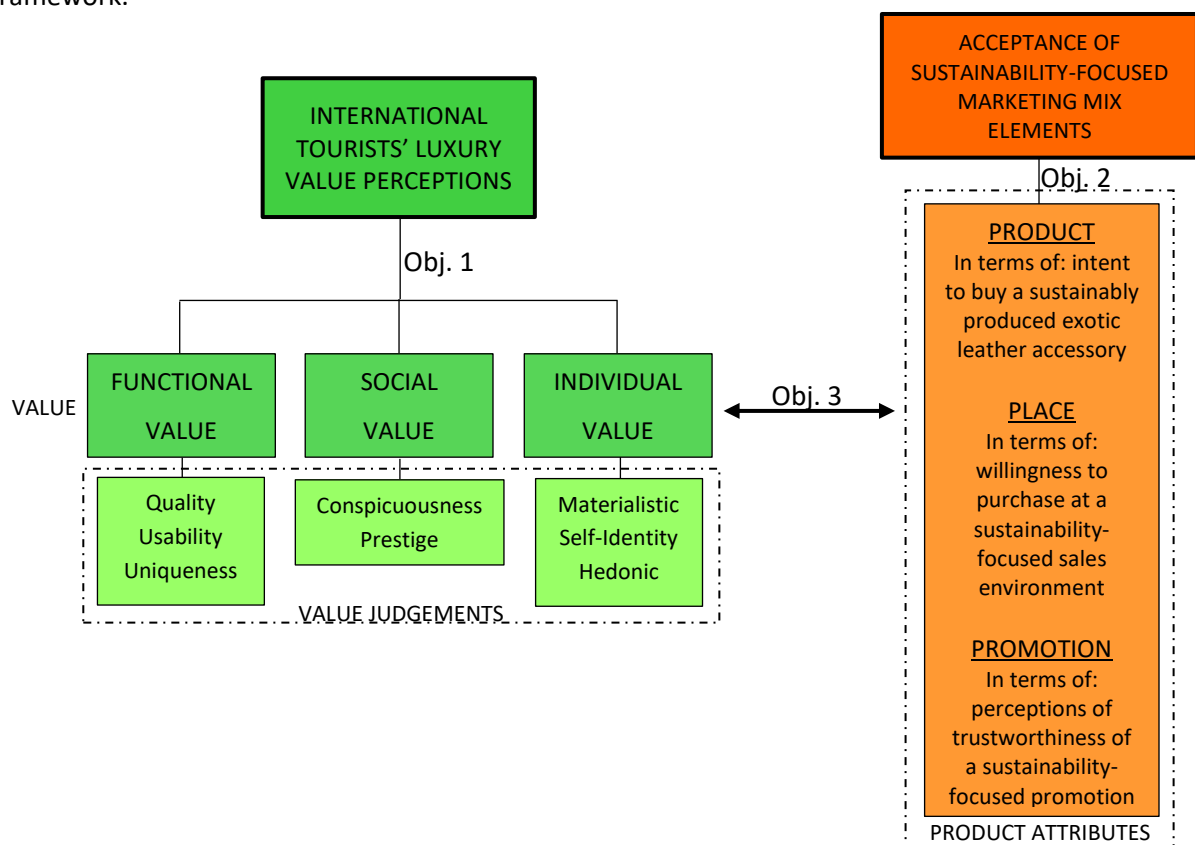 framework.
ACCEPTANCE OF
SUSTAINABILITY-FOCUSED
MARKETING MIX
ELEMENTS
INTERNATIONAL
TOURISTS’ LUXURY
VALUE PERCEPTIONS
Obj. 2
Obj. 1
PRODUCT
In terms of: intent
to buy a sustainably
produced exotic
leather accessory
VALUE
FUNCTIONAL
VALUE
SOCIAL
VALUE
INDIVIDUAL
VALUE
Obj. 3
PLACE
In terms of:
willingness to
purchase at a
sustainability-
focused sales
environment
Quality
Usability
Uniqueness
Conspicuousness
Prestige
Materialistic
Self-Identity
Hedonic
VALUE JUDGEMENTS
PROMOTION
In terms of:
perceptions of
trustworthiness of
a sustainability-
focused promotion
PRODUCT ATTRIBUTES